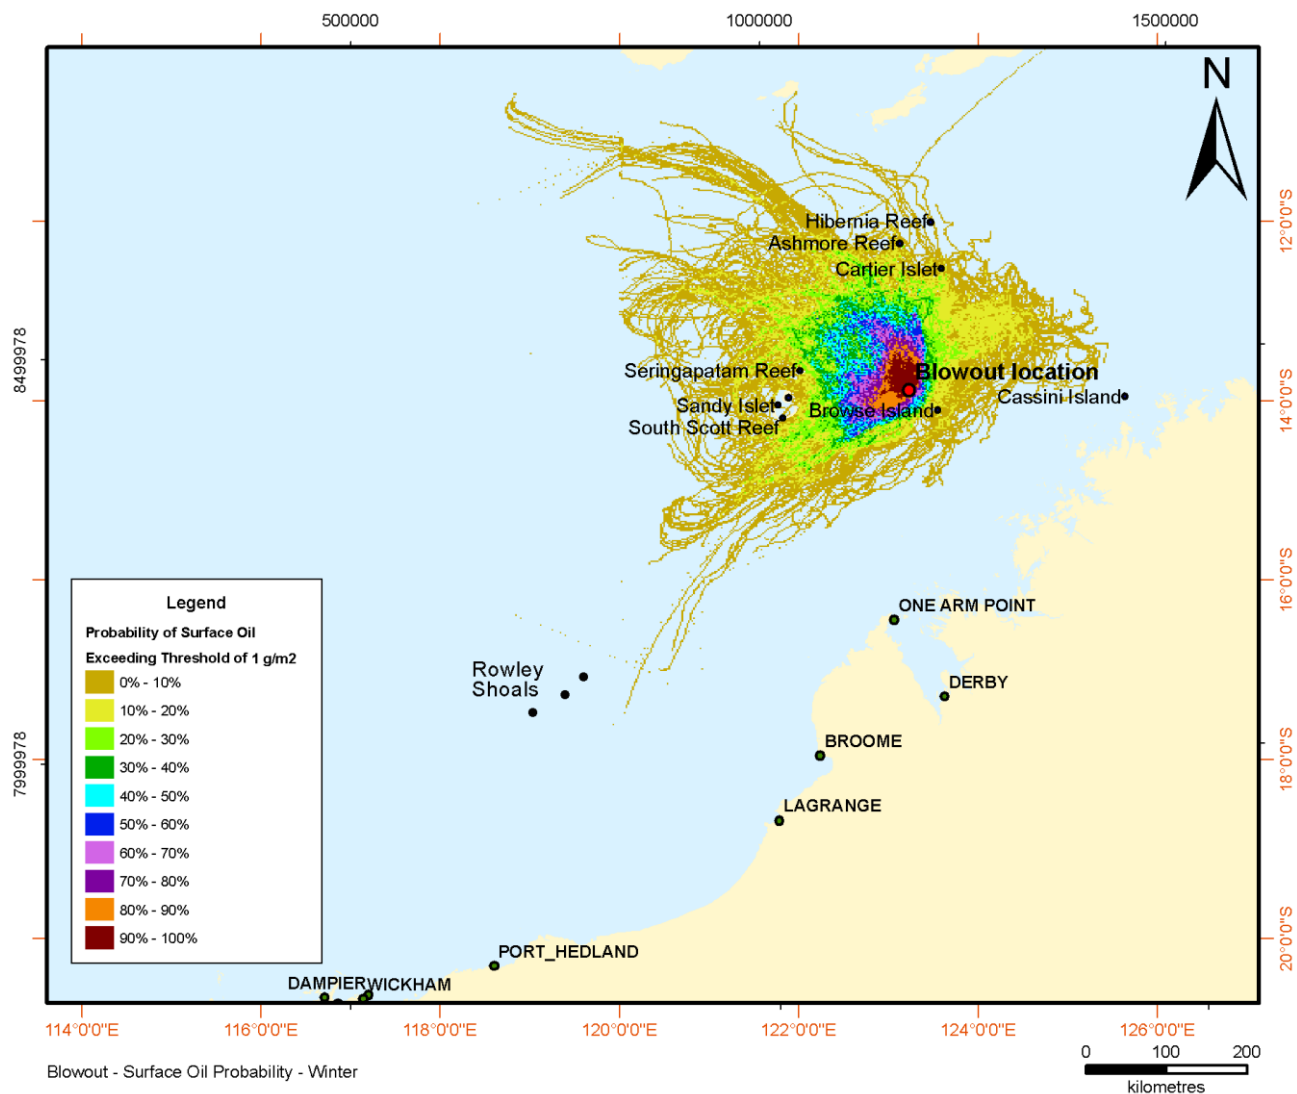 500000
1000000
1500000
N
12°0'0"S
Hibernia Reef
Ashmore Reef
Cartier Islet
8499978
Seringapatam Reef
Blowout location
Sandy Islet
Browse Island
Cassini Island
14°0'0"S
South Scott Reef
16°0'0"S
Legend
Probability of Surface Oil
Exceeding Threshold of 1 g/m2
0% - 10%
10% - 20%
20% - 30%
30% - 40%
40% - 50%
50% - 60%
60% - 70%
70% - 80%
80% - 90%
90% - 100%
ONE ARM POINT
Rowley
Shoals
DERBY
BROOME
7999978
18°0'0"S
LAGRANGE
20°0'0"S
PORT_HEDLAND
DAMPIER
WICKHAM
114°0'0"E
116°0'0"E
118°0'0"E
120°0'0"E
122°0'0"E
124°0'0"E
126°0'0"E
0 100 200
kilometres
Blowout - Surface Oil Probability - Winter